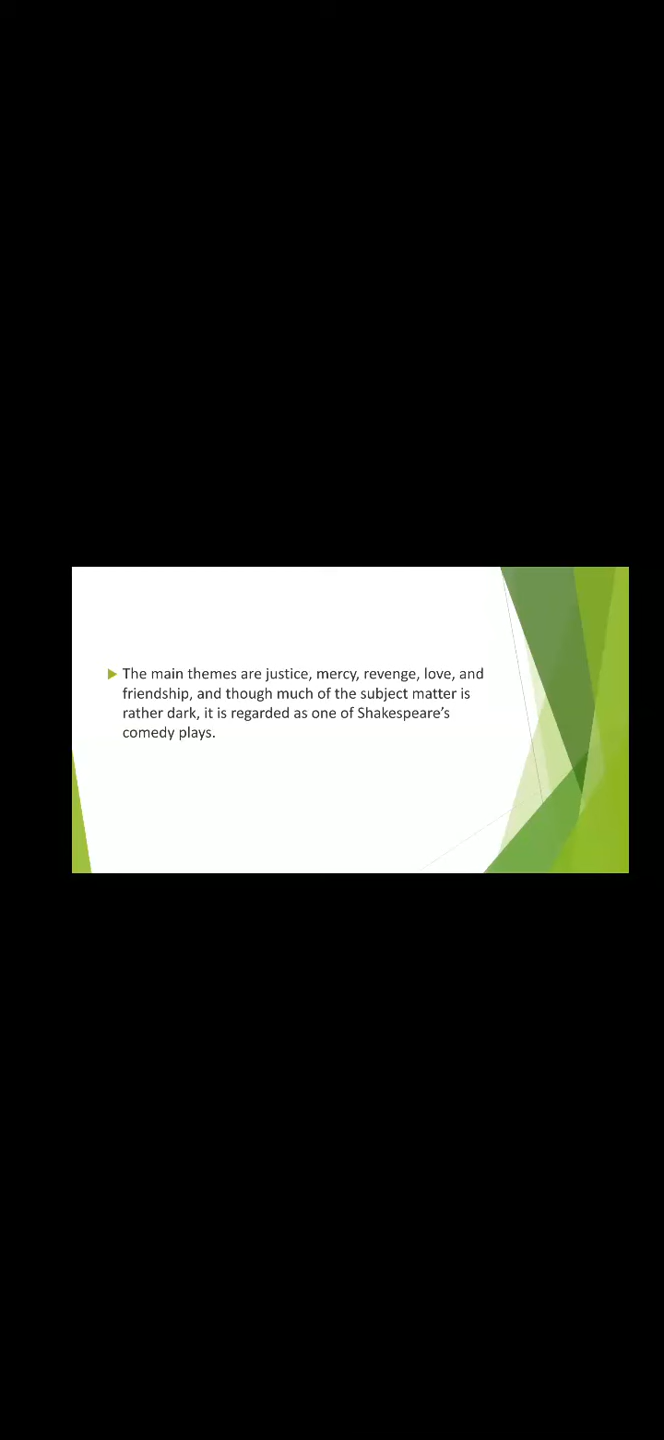 The main themes are justice, mercy, revenge, love, and
friendship, and though much of the subject matter is
rather dark, it is regarded as one of Shakespeare’s
comedy plays.